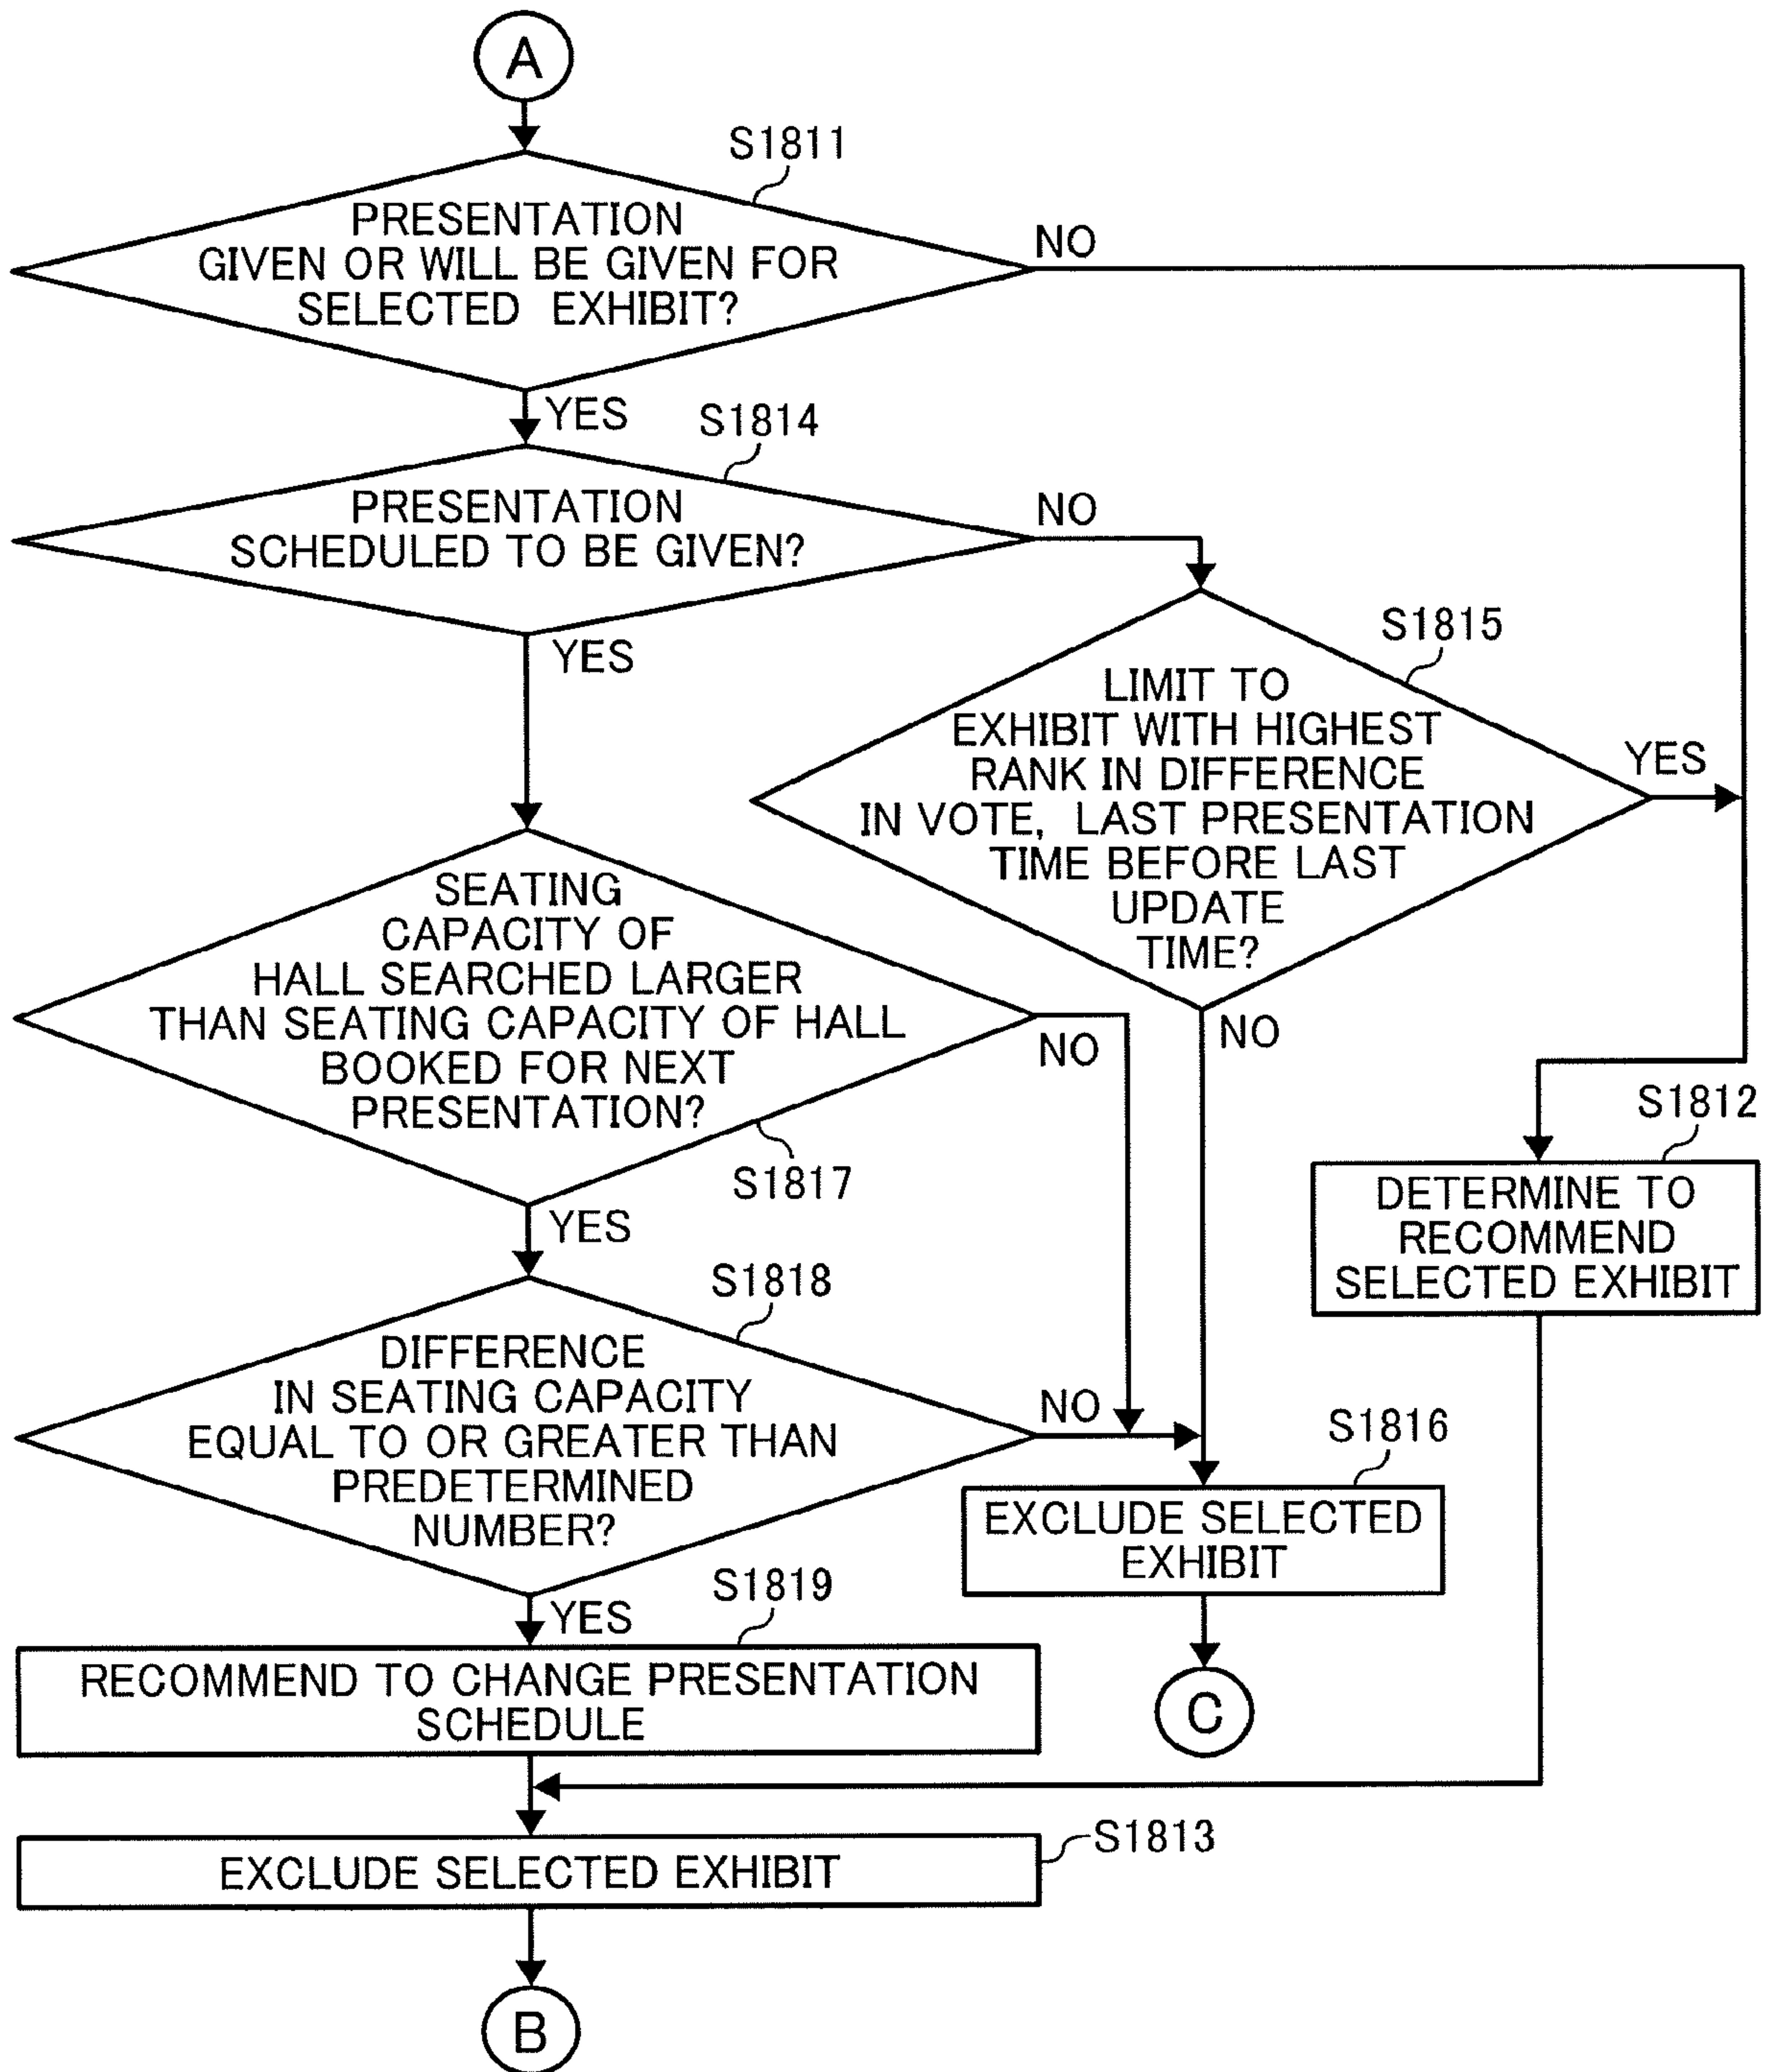 A
S1811
PRESENTATION
GIVEN OR WILL BE GIVEN FOR
SELECTED EXHIBIT?
NO
YES
S1814
PRESENTATION
SCHEDULED TO BE GIVEN?
NO
YES
S1815
LIMIT TO
EXHIBIT WITH HIGHEST
RANK IN DIFFERENCE
IN VOTE, LAST PRESENTATION
TIME BEFORE LAST
UPDATE
TIME?
YES
NO
SEATING
CAPACITY OF
HALL SEARCHED LARGER
THAN SEATING CAPACITY OF HALL
BOOKED FOR NEXT
PRESENTATION?
NO
S1817
YES
S1812
DETERMINE TO
RECOMMEND
SELECTED EXHIBIT
S1818
DIFFERENCE
IN SEATING CAPACITY
EQUAL TO OR GREATER THAN
PREDETERMINED
NUMBER?
NO
YES
S1816
EXCLUDE SELECTED
EXHIBIT
C
S1819
RECOMMEND TO CHANGE PRESENTATION
SCHEDULE
S1813
EXCLUDE SELECTED EXHIBIT
B